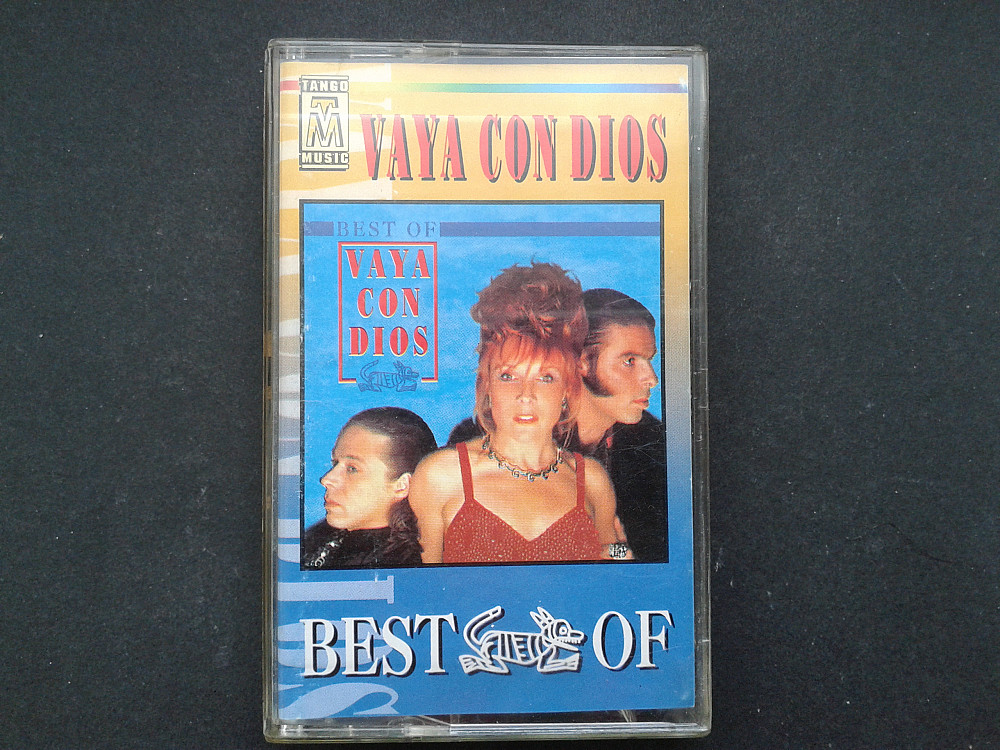 TANGO
TM
MUSIC
VAYA CON DIOS
BEST OF
VAYA
CON
DIOS
BEST OF